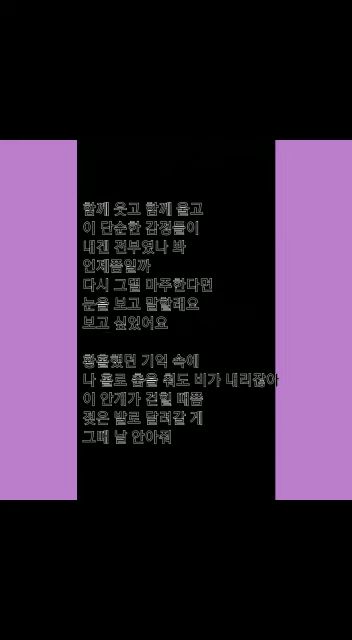 함께 웃고 함께 울고
이 단순한 감정들이
내겐 전부였나 봐
언제쯤일까
다시 그댈 마주한다면
눈을 보고 말할래요
보고 싶었어요
황홀했던 기억 속에
나 홀로 춤을 춰도 비가 내리잖아
이 안개가 걷힐 때쯤
젖은 발로 달려갈 게
그때 날 안아줘